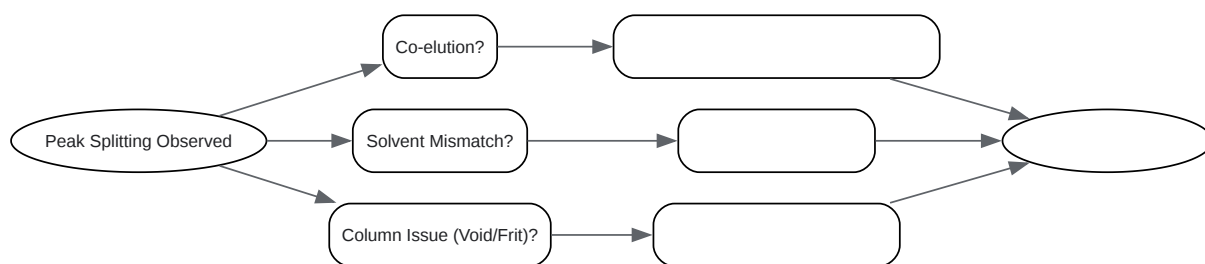 Co-elution?
Peak Splitting Observed
Solvent Mismatch?
Column Issue (Void/Frit)?